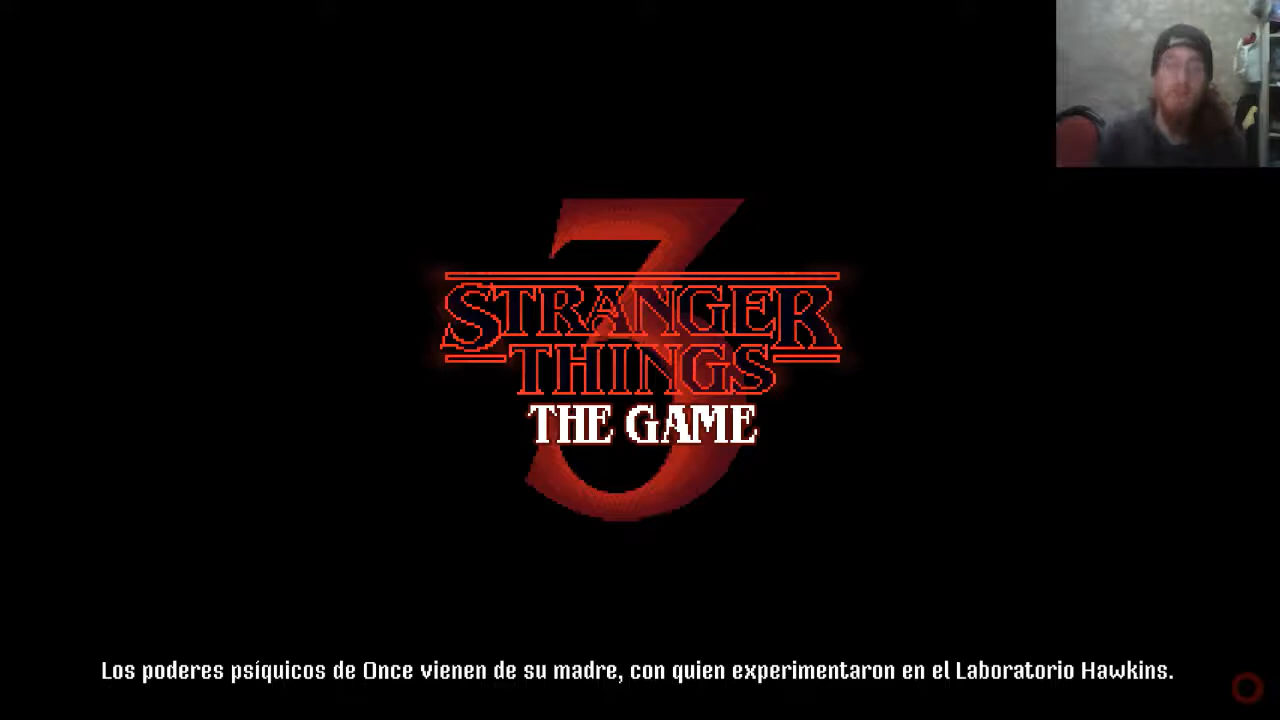 3
STRANGER
THINGS
THE GAME
Los poderes psíquicos de Once vienen de su madre, con quien experimentaron en el Laboratorio Hawkins.